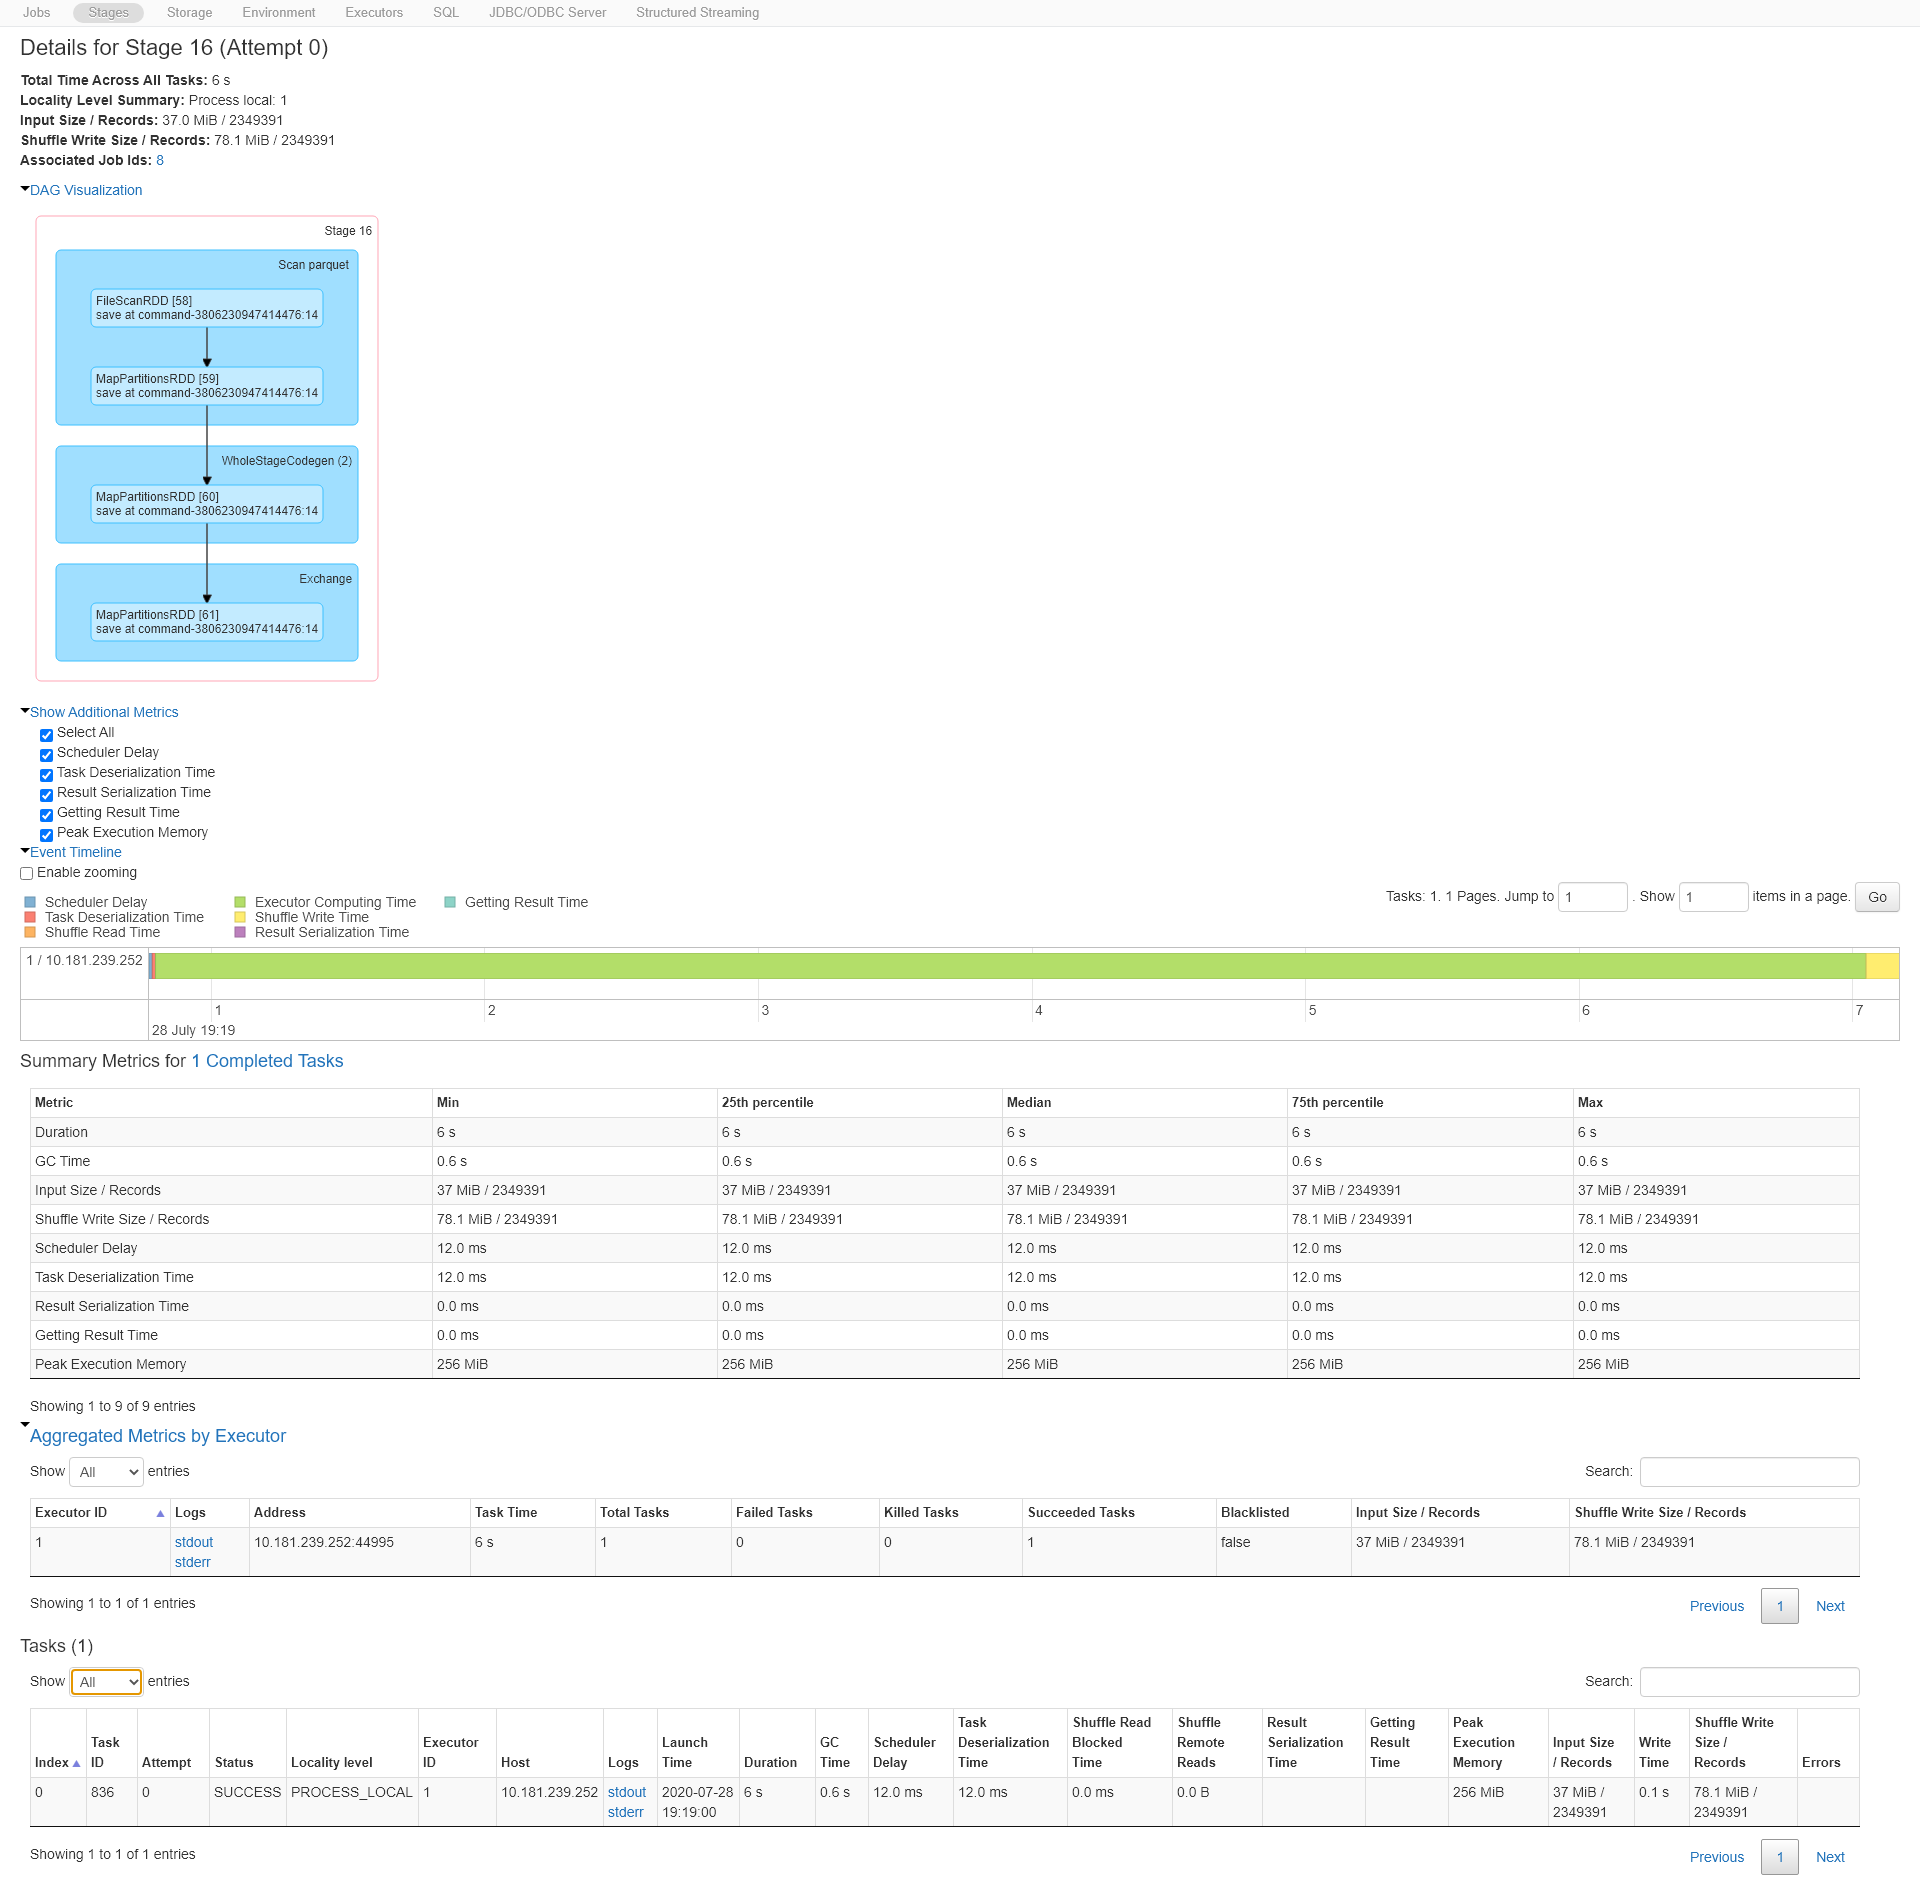 Jobs Stages Storage Environment Executors SQL JDBC/ODBC Server Structured Streaming
Details for Stage 16 (Attempt 0)
Total Time Across All Tasks: 6 s
Locality Level Summary: Process local: 1
Input Size / Records: 37.0 MiB / 2349391
Shuffle Write Size / Records: 78.1 MiB / 2349391
Associated Job Ids: 8
DAG Visualization
Stage 16
Scan parquet
FileScanRDD [58]
save at command-3806230947414476:14
MapPartitionsRDD [59]
save at command-3806230947414476:14
WholeStageCodegen (2)
MapPartitionsRDD [60]
save at command-3806230947414476:14
Exchange
MapPartitionsRDD [61]
save at command-3806230947414476:14
Show Additional Metrics
Select All
Scheduler Delay
Task Deserialization Time
Result Serialization Time
Getting Result Time
Peak Execution Memory
Event Timeline
Enable zooming
Tasks: 1. 1 Pages. Jump to 1 . Show 1 items in a page. Go
Scheduler Delay Executor Computing Time Getting Result Time
Task Deserialization Time Shuffle Write Time
Shuffle Read Time Result Serialization Time
1 / 10.181.239.252
1 2 3 4 5 6 7
28 July 19:19
Summary Metrics for 1 Completed Tasks
Metric Min 25th percentile Median 75th percentile Max
Duration 6 s 6 s 6 s 6 s 6 s
GC Time 0.6 s 0.6 s 0.6 s 0.6 s 0.6 s
Input Size / Records 37 MiB / 2349391 37 MiB / 2349391 37 MiB / 2349391 37 MiB / 2349391 37 MiB / 2349391
Shuffle Write Size / Records 78.1 MiB / 2349391 78.1 MiB / 2349391 78.1 MiB / 2349391 78.1 MiB / 2349391 78.1 MiB / 2349391
Scheduler Delay 12.0 ms 12.0 ms 12.0 ms 12.0 ms 12.0 ms
Task Deserialization Time 12.0 ms 12.0 ms 12.0 ms 12.0 ms 12.0 ms
Result Serialization Time 0.0 ms 0.0 ms 0.0 ms 0.0 ms 0.0 ms
Getting Result Time 0.0 ms 0.0 ms 0.0 ms 0.0 ms 0.0 ms
Peak Execution Memory 256 MiB 256 MiB 256 MiB 256 MiB 256 MiB
Showing 1 to 9 of 9 entries
Aggregated Metrics by Executor
Show All entries Search:
Executor ID Logs Address Task Time Total Tasks Failed Tasks Killed Tasks Succeeded Tasks Blacklisted Input Size / Records Shuffle Write Size / Records
1 stdout 10.181.239.252:44995 6 s 1 0 0 1 false 37 MiB / 2349391 78.1 MiB / 2349391
stderr
Showing 1 to 1 of 1 entries
Previous 1 Next
Tasks (1)
Show All entries Search:
Task Shuffle Read Shuffle Result Getting Peak Shuffle Write
Task Executor Launch GC Scheduler Deserialization Blocked Remote Serialization Result Execution Input Size Write Size /
Index ID Attempt Status Locality level ID Host Logs Time Duration Time Delay Time Time Reads Time Time Memory / Records Time Records Errors
0 836 0 SUCCESS PROCESS_LOCAL 1 10.181.239.252 stdout 2020-07-28 6 s 0.6 s 12.0 ms 12.0 ms 0.0 ms 0.0 B 256 MiB 37 MiB / 0.1 s 78.1 MiB /
stderr 19:19:00 2349391 2349391
Showing 1 to 1 of 1 entries
Previous 1 Next